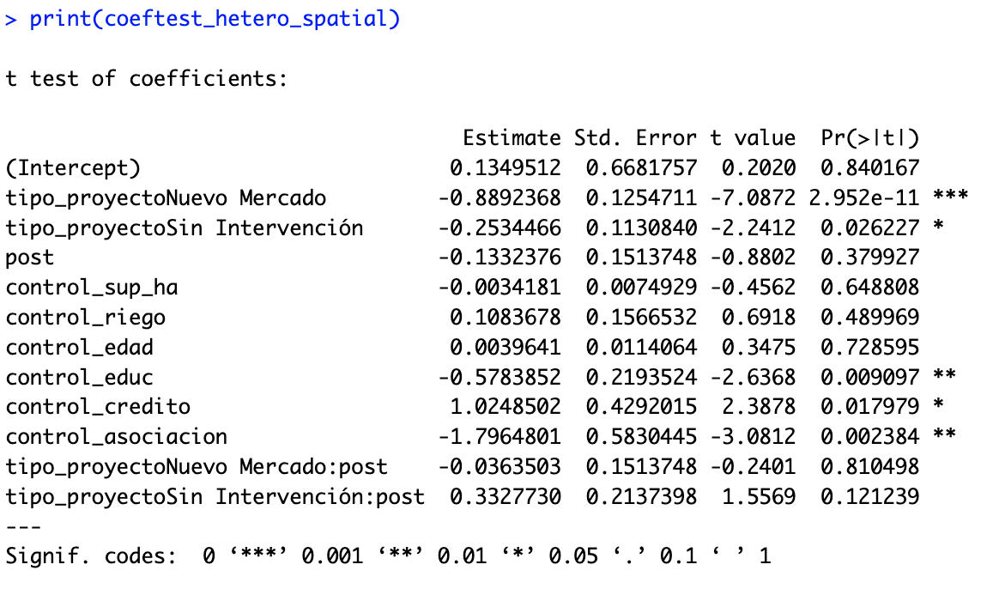 > print(coeftest_hetero_spatial)
t test of coefficients:
Estimate Std. Error t value Pr(>|t|)
(Intercept) 0.1349512 0.6681757 0.2020 0.840167
tipo_proyectoNuevo Mercado -0.8892368 0.1254711 -7.0872 2.952e-11 ***
tipo_proyectoSin Intervención -0.2534466 0.1130840 -2.2412 0.026227 *
post -0.1332376 0.1513748 -0.8802 0.379927
control_sup_ha -0.0034181 0.0074929 -0.4562 0.648808
control_riego 0.1083678 0.1566532 0.6918 0.489969
control_edad 0.0039641 0.0114064 0.3475 0.728595
control_educ -0.5783852 0.2193524 -2.6368 0.009097 **
control_credito 1.0248502 0.4292015 2.3878 0.017979 *
control_asociacion -1.7964801 0.5830445 -3.0812 0.002384 **
tipo_proyectoNuevo Mercado:post -0.0363503 0.1513748 -0.2401 0.810498
tipo_proyectoSin Intervención:post 0.3327730 0.2137398 1.5569 0.121239
---
Signif. codes: 0 ‘***’ 0.001 ‘**’ 0.01 ‘*’ 0.05 ‘.’ 0.1 ‘ ’ 1